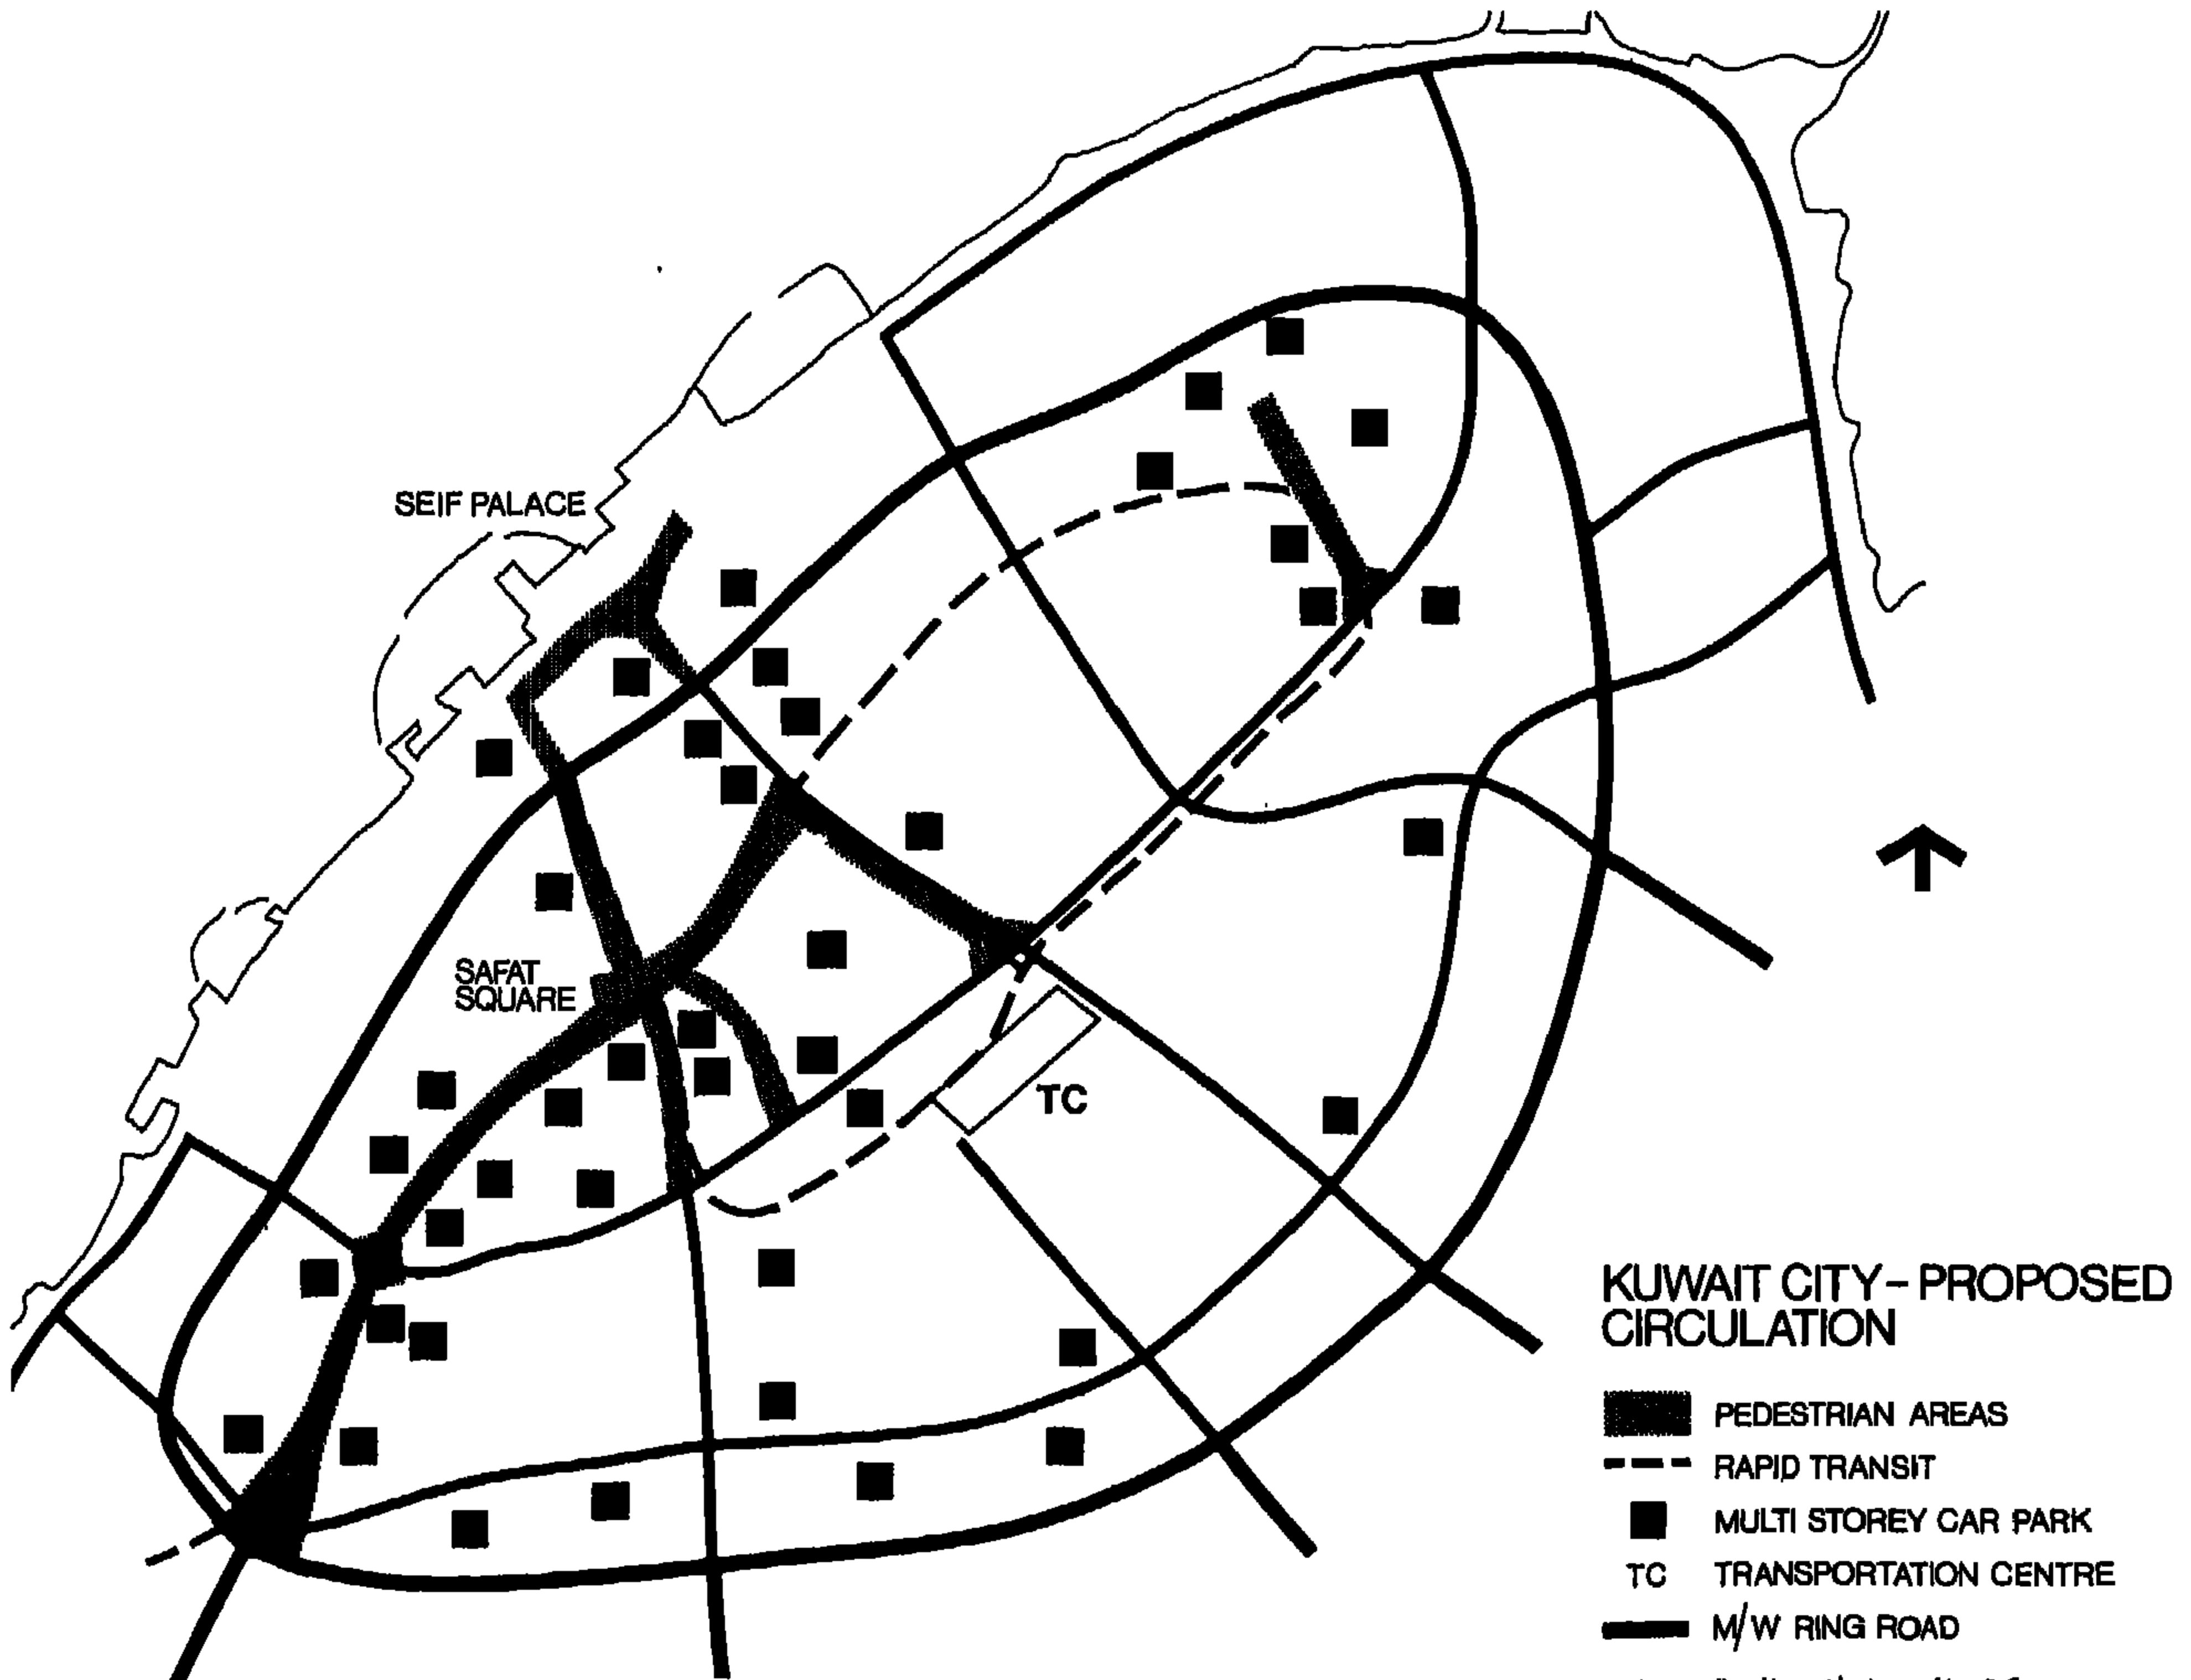 SEIF PALACE
SAFAT
SQUARE
TC
KUWAIT CITY – PROPOSED
CIRCULATION
PEDESTRIAN AREAS
RAPID TRANSIT
MULTI STOREY CAR PARK
TC TRANSPORTATION CENTRE
M/W RING ROAD